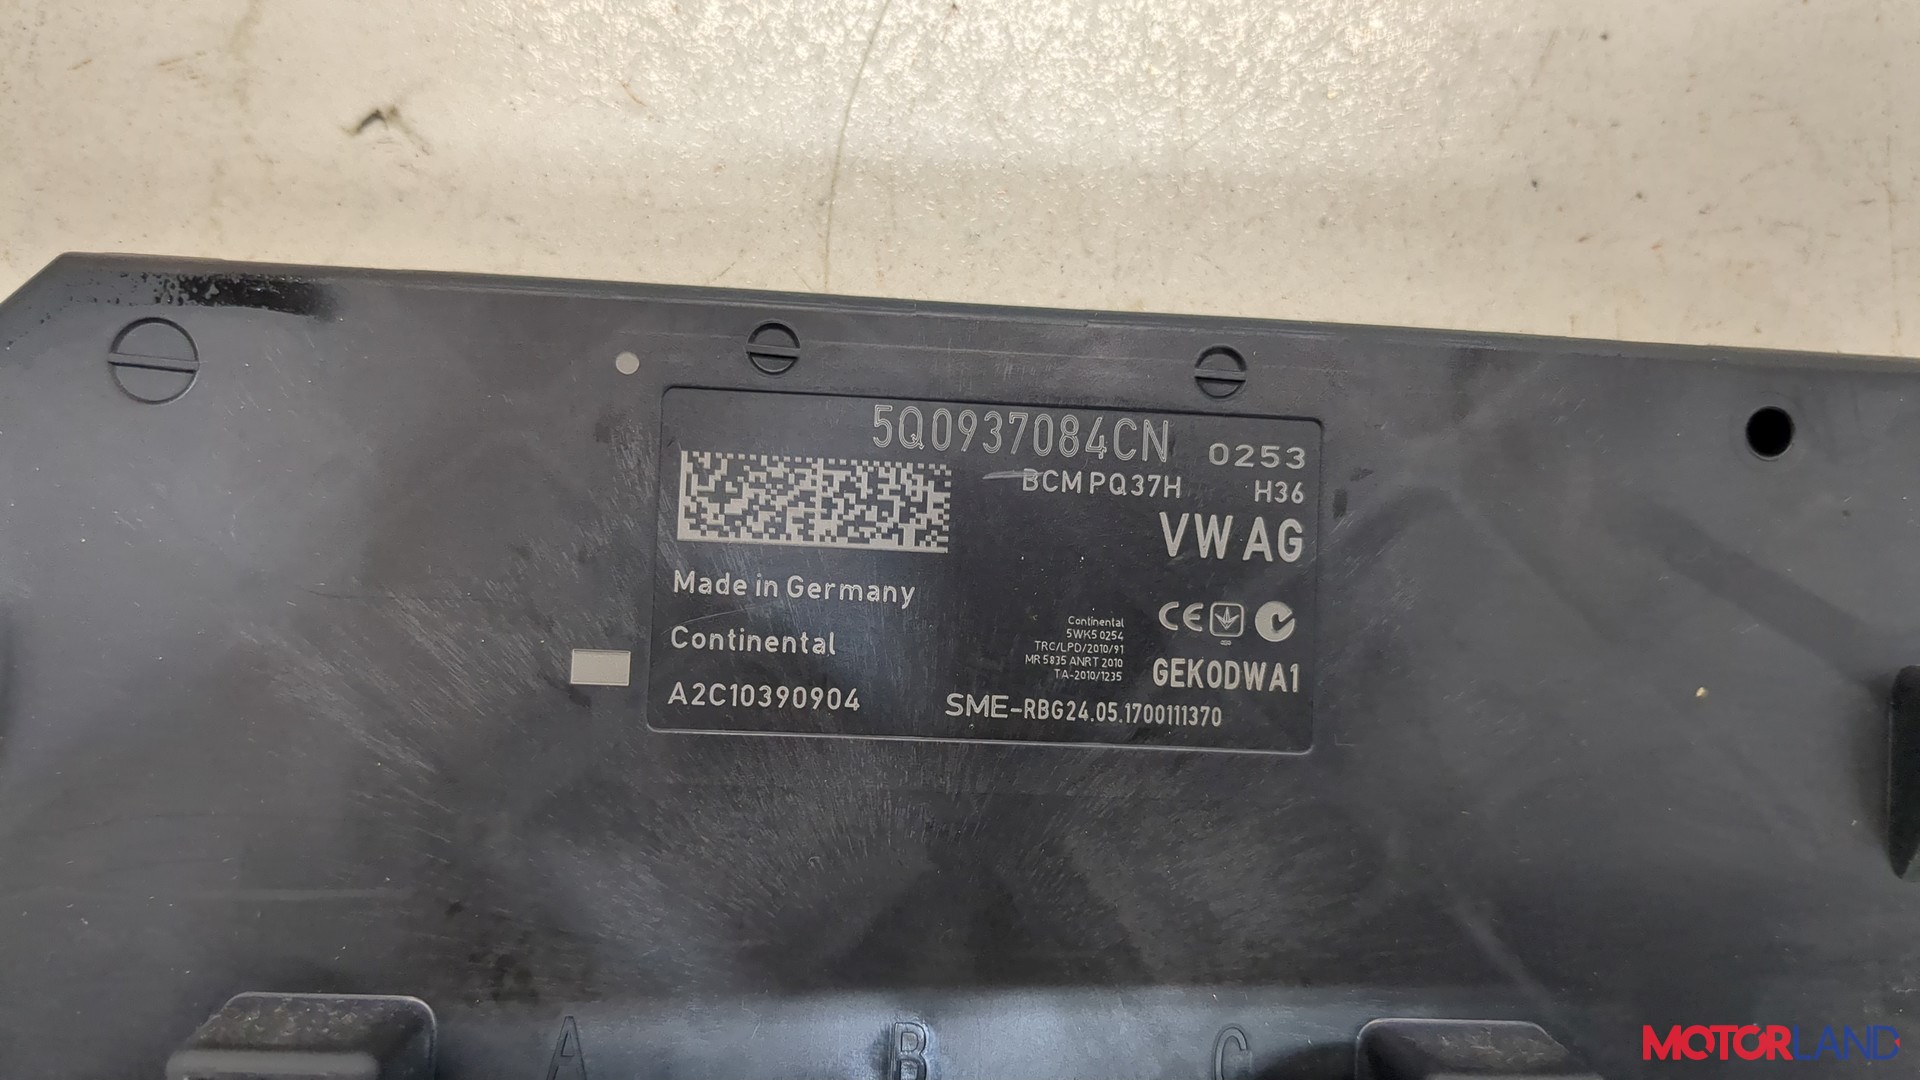 5Q0937084CN 0253
BCM PQ37H H36
VW AG
Made in Germany
Continental
5WK5 0254
TRC/LPD/2010/91
MR 5835 ANRT 2010
TA-2010/1235
CE
Continental
GEK0DWA1
A2C10390904
SME-RBG24.05.1700111370
A B C
MOTORLAND